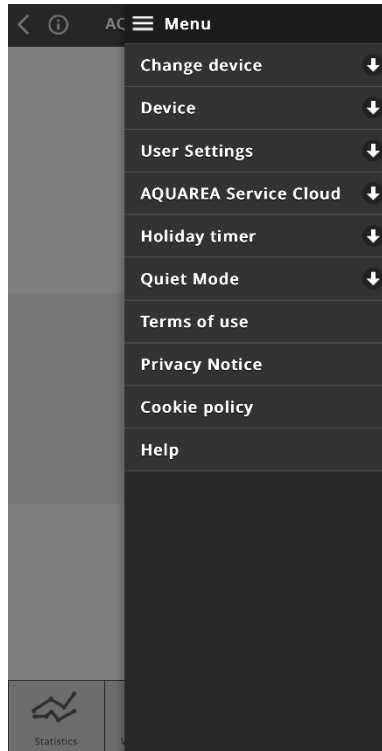 AQ
Menu
Change device
Device
User Settings
AQUAREA Service Cloud
Holiday timer
Quiet Mode
Terms of use
Privacy Notice
Cookie policy
Help
Statistics